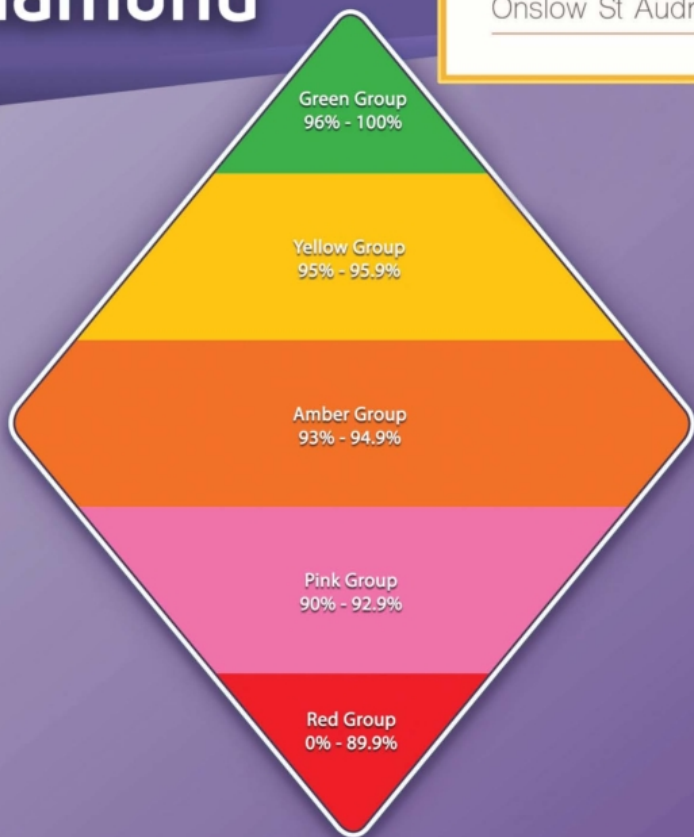 Onslow St Audr
Green Group
96% - 100%
Yellow Group
95% - 95.9%
Amber Group
93% - 94.9%
Pink Group
90% - 92.9%
Red Group
0% - 89.9%